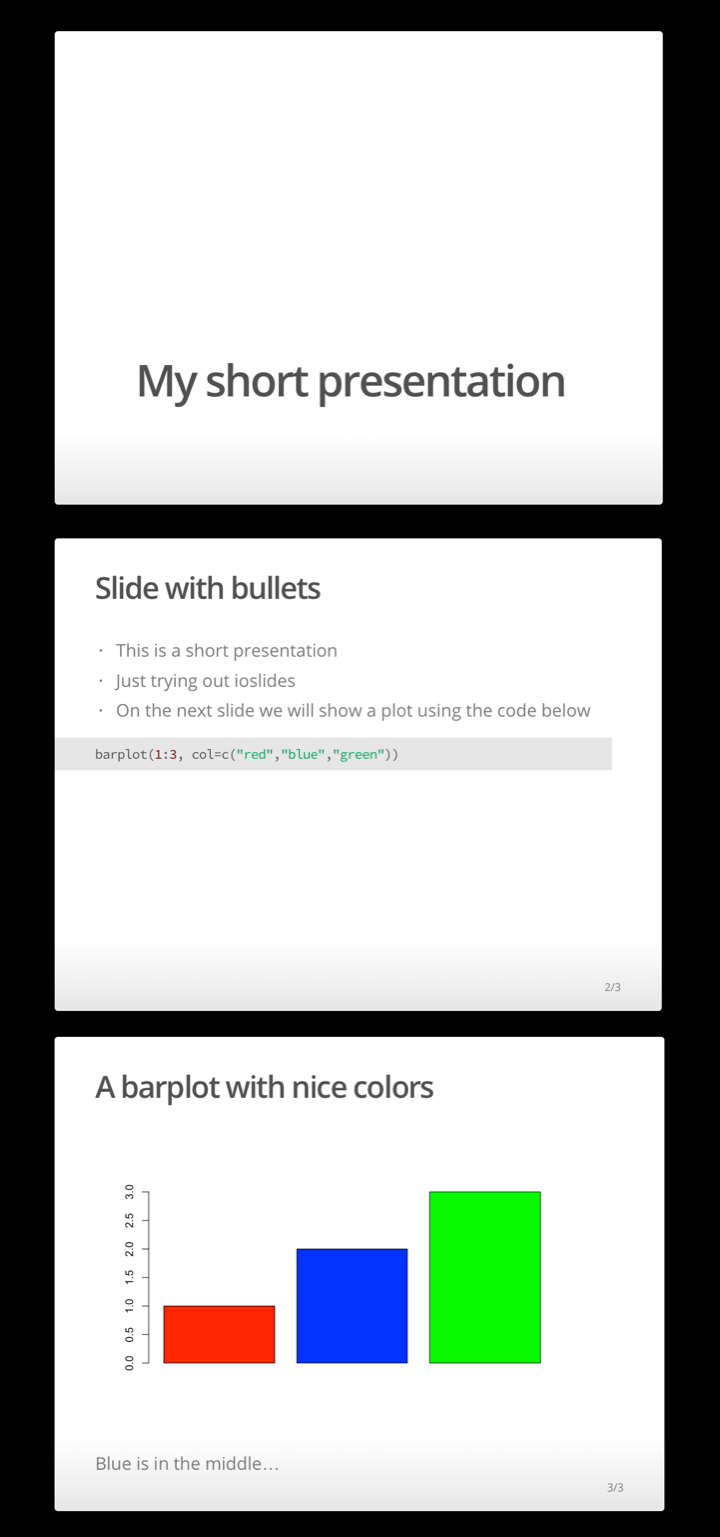 My short presentation
Slide with bullets
· This is a short presentation
· Just trying out ioslides
· On the next slide we will show a plot using the code below
barplot(1:3, col=c("red","blue","green"))
2/3
A barplot with nice colors
3.0
2.5
2.0
1.5
1.0
0.5
0.0
Blue is in the middle…
3/3